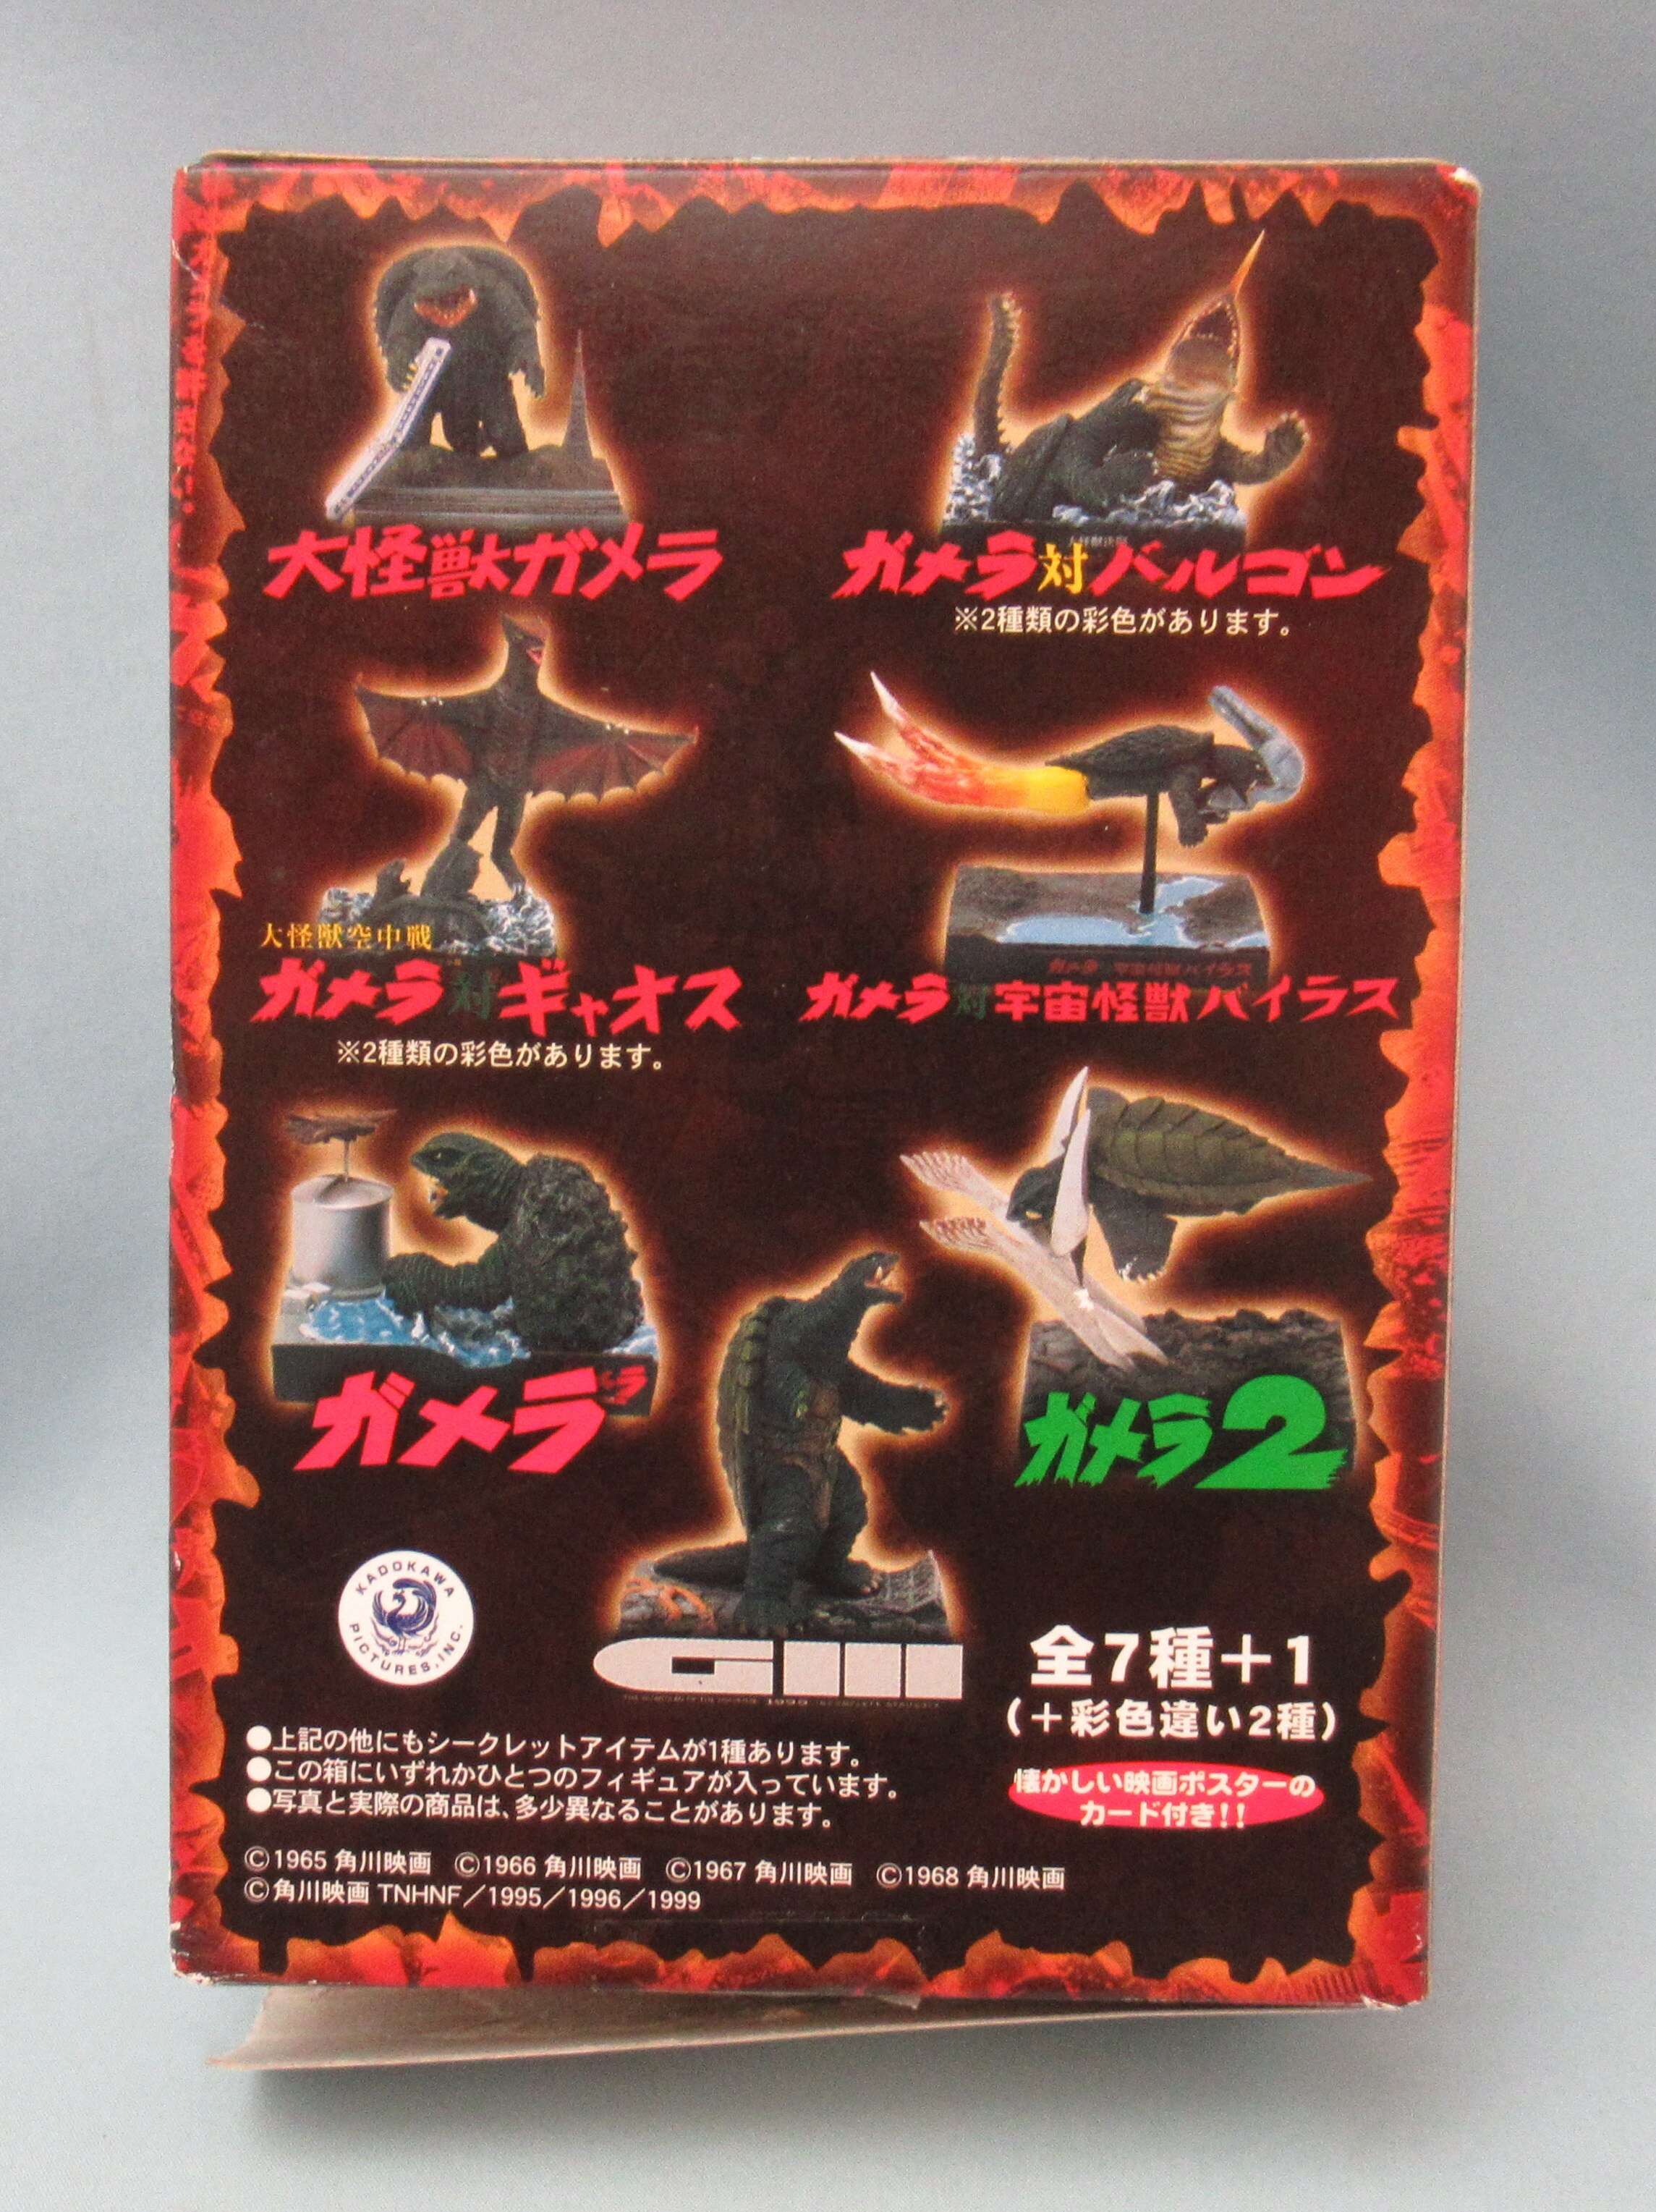 大怪獣ガメラ
ガメラ対バルゴン
※2種類の彩色があります。
大怪獣空中戦
ガメラ対ギャオス
※2種類の彩色があります。
ガメラ対宇宙怪獣バイラス
ガメラ
ガメラ2
GIII
1999
KADOKAWA
PICTURES, INC.
全7種+1
(+彩色違い2種)
懐かしい映画ポスターの
カード付き!!
●上記の他にもシークレットアイテムが1種あります。
●この箱にいずれかひとつのフィギュアが入っています。
●写真と実際の商品は、多少異なることがあります。
©1965 角川映画 ©1966 角川映画 ©1967 角川映画 ©1968 角川映画
©角川映画 TNHNF/1995/1996/1999